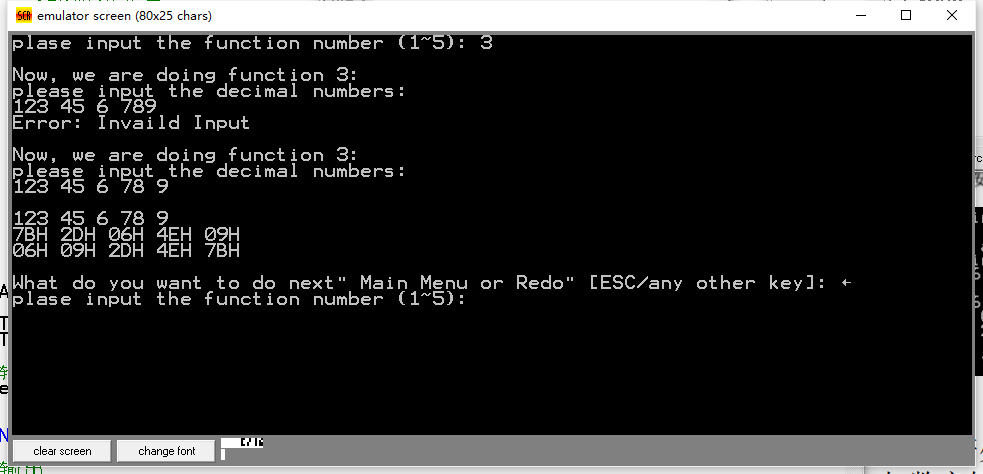 emulator screen (80x25 chars)
plase input the function number (1~5): 3
Now, we are doing function 3:
please input the decimal numbers:
123 45 6 789
Error: Invaild Input
Now, we are doing function 3:
please input the decimal numbers:
123 45 6 78 9
123 45 6 78 9
7BH 2DH 06H 4EH 09H
06H 09H 2DH 4EH 7BH
What do you want to do next" Main Menu or Redo" [ESC/any other key]: ←
plase input the function number (1~5):
clear screen
change font